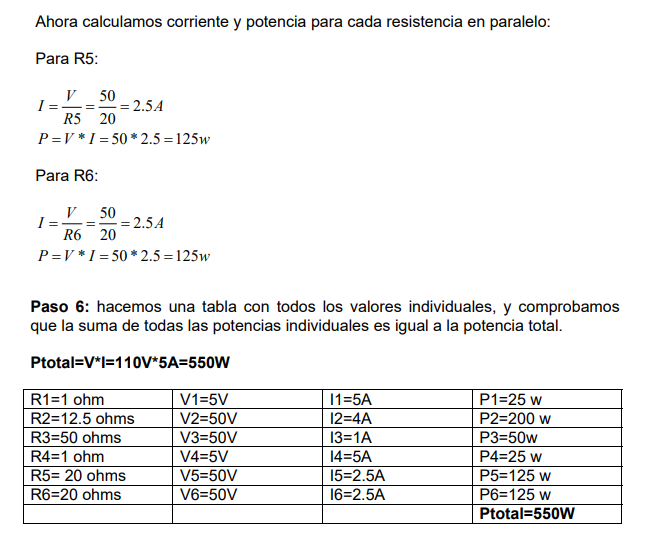 Ahora calculamos corriente y potencia para cada resistencia en paralelo:
Para R5:
I = V/R5 = 50/20 = 2.5A
P = V * I = 50 * 2.5 = 125w
Para R6:
I = V/R6 = 50/20 = 2.5A
P = V * I = 50 * 2.5 = 125w
Paso 6: hacemos una tabla con todos los valores individuales, y comprobamos
que la suma de todas las potencias individuales es igual a la potencia total.
Ptotal=V*I=110V*5A=550W
R1=1 ohm V1=5V I1=5A P1=25 w
R2=12.5 ohms V2=50V I2=4A P2=200 w
R3=50 ohms V3=50V I3=1A P3=50w
R4=1 ohm V4=5V I4=5A P4=25 w
R5= 20 ohms V5=50V I5=2.5A P5=125 w
R6=20 ohms V6=50V I6=2.5A P6=125 w
Ptotal=550W